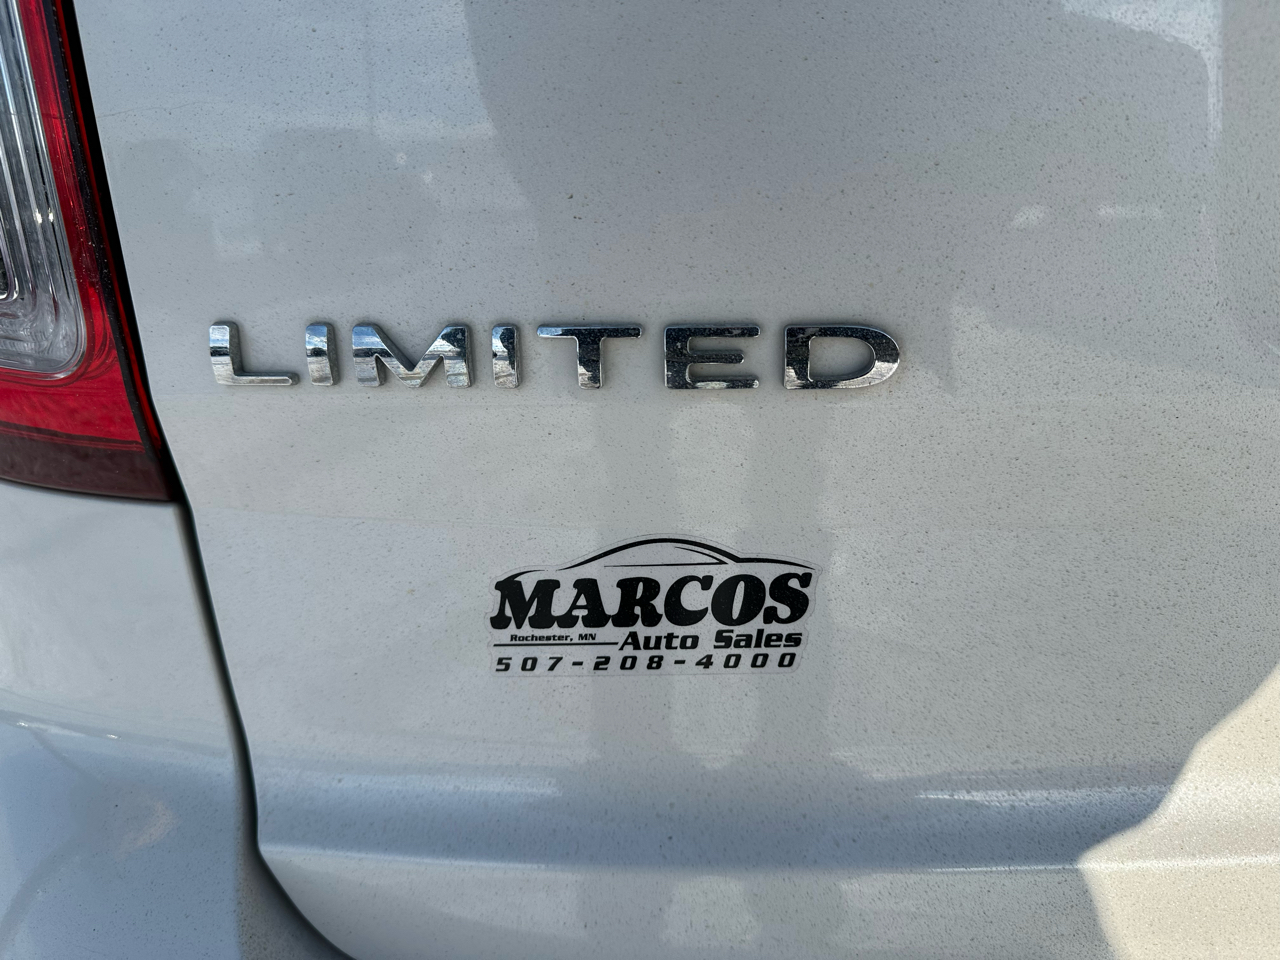 LIMITED
MARCOS
Rochester, MN Auto Sales
507-208-4000